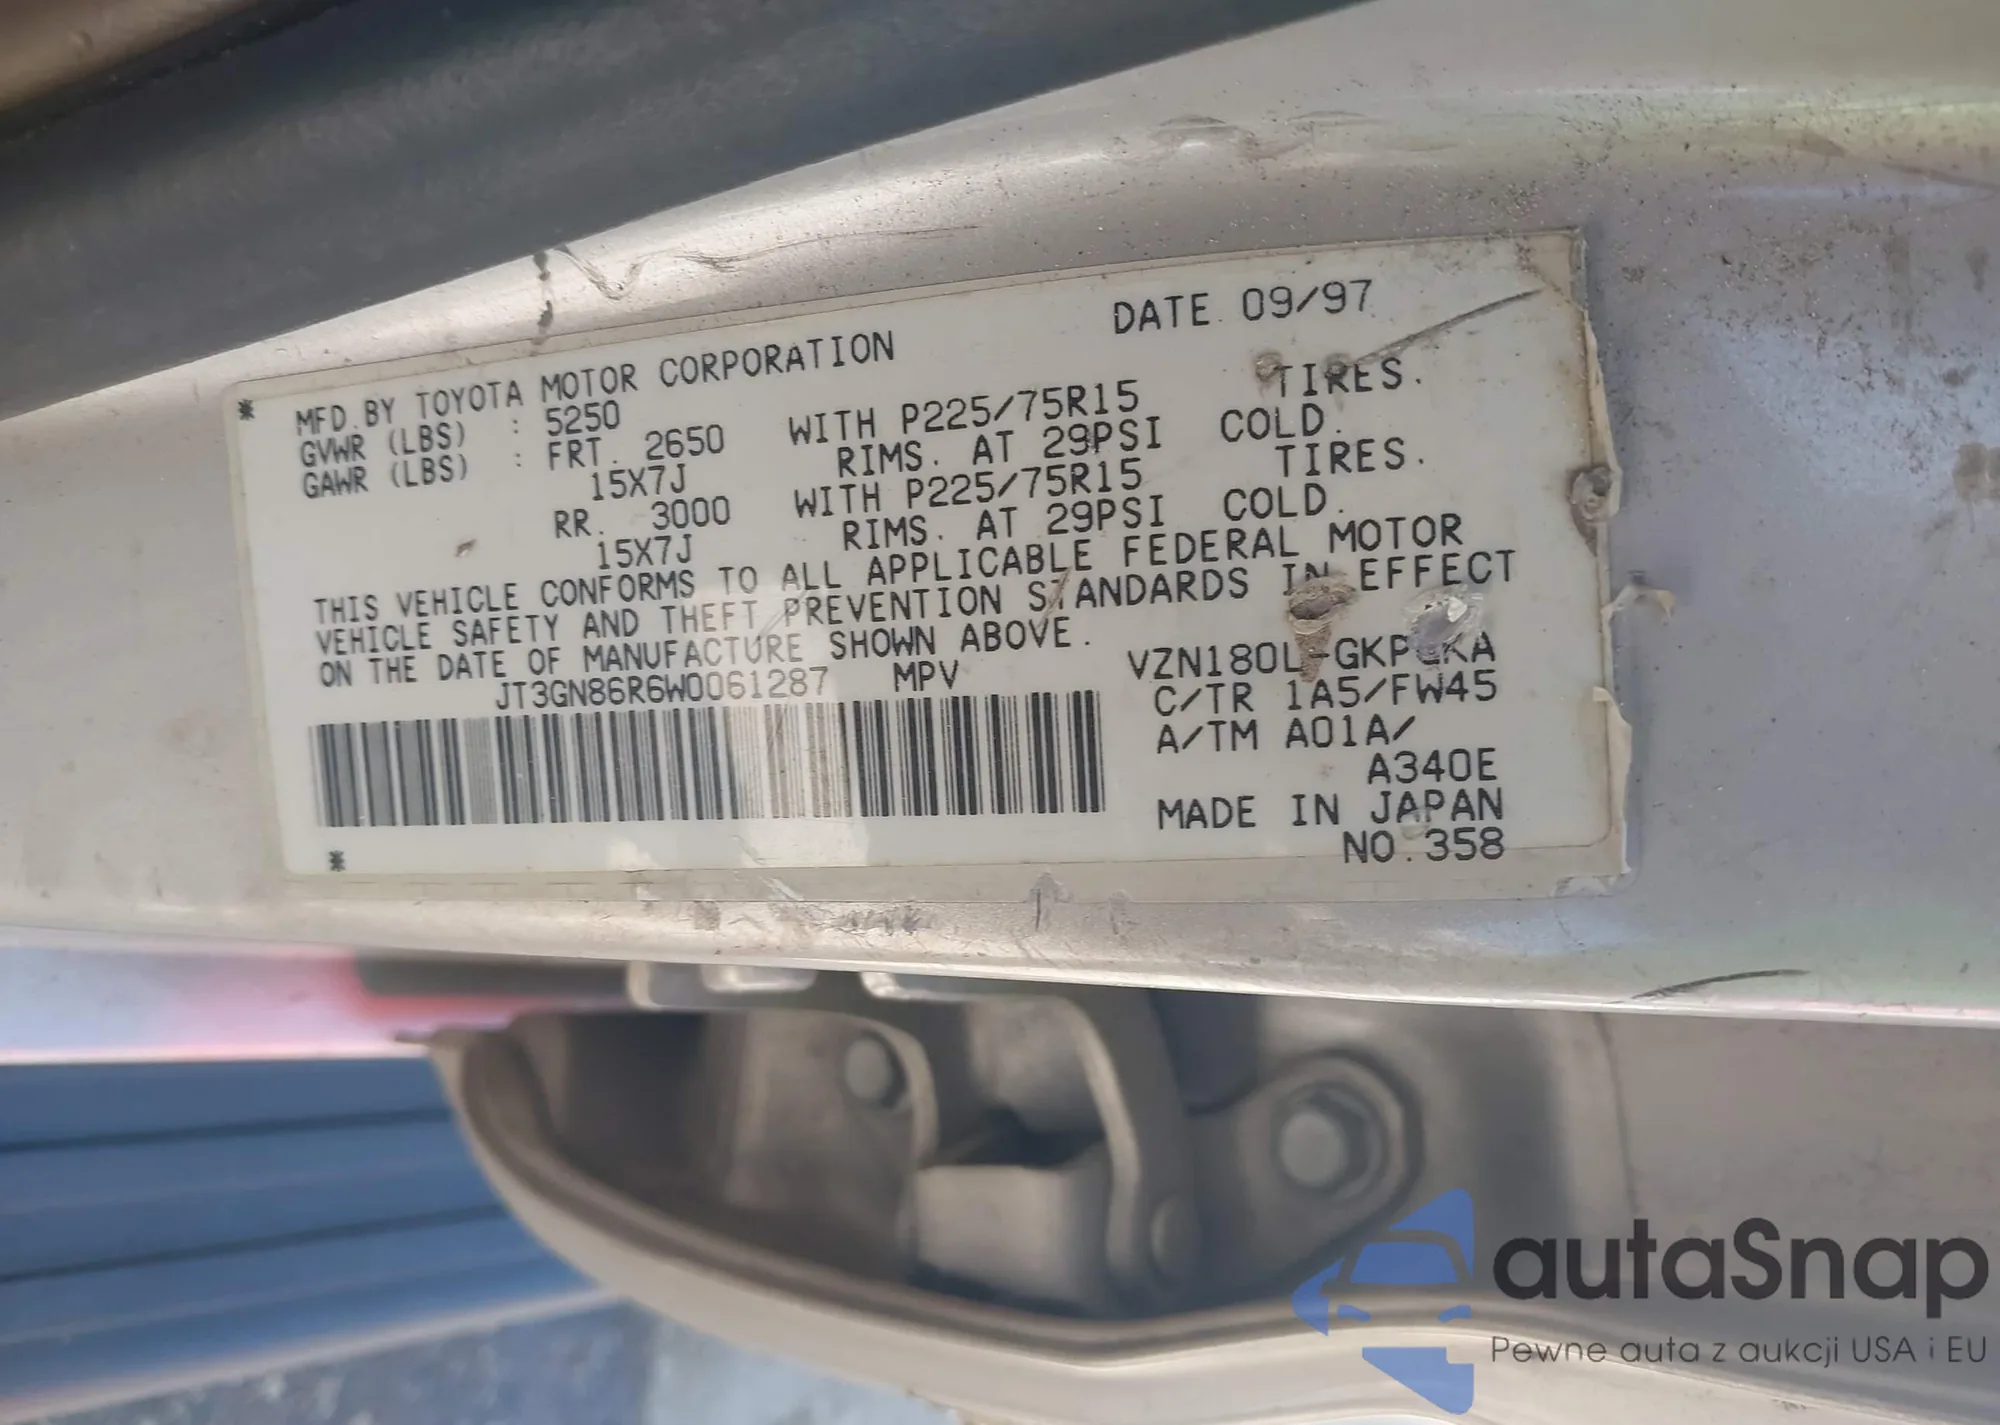 DATE 09/97
* MFD. BY TOYOTA MOTOR CORPORATION
GVWR (LBS) : 5250
GAWR (LBS) : FRT. 2650 WITH P225/75R15 TIRES.
15X7J RIMS. AT 29PSI COLD.
RR. 3000 WITH P225/75R15 TIRES.
15X7J RIMS. AT 29PSI COLD.
THIS VEHICLE CONFORMS TO ALL APPLICABLE FEDERAL MOTOR
VEHICLE SAFETY AND THEFT PREVENTION STANDARDS IN EFFECT
ON THE DATE OF MANUFACTURE SHOWN ABOVE.
JT3GN86R6W0061287 MPV
C/TR 1A5/FW45
A/TM A01A/
A340E
MADE IN JAPAN
NO.358
*
autaSnap
Pewne auta z aukcji USA i EU